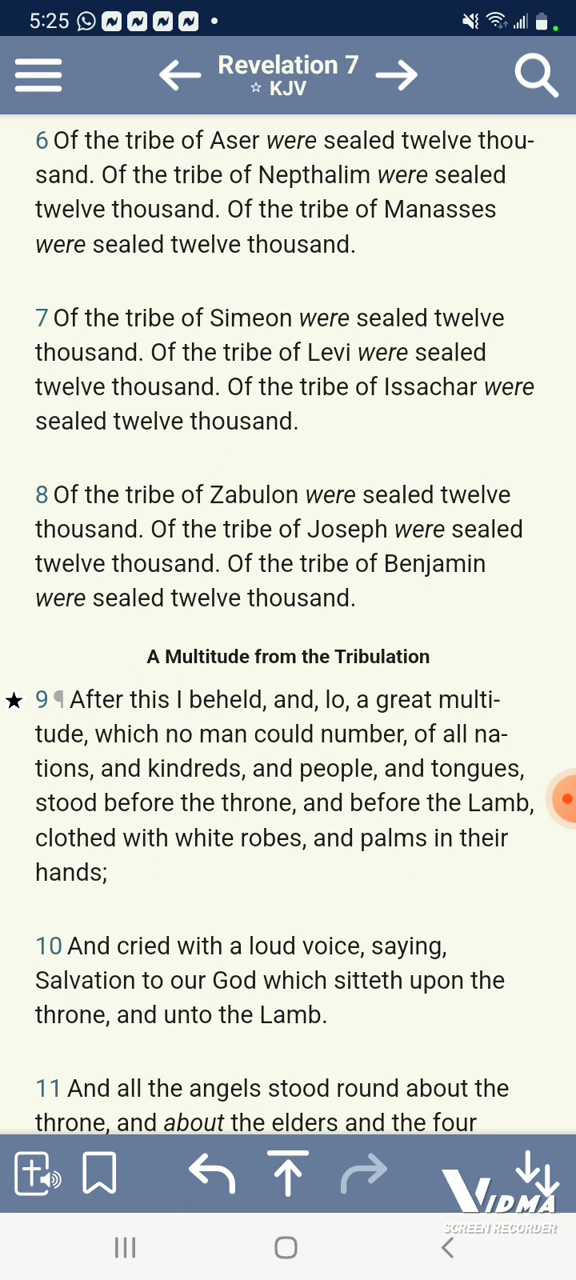 5:25
Revelation 7
☆ KJV
6 Of the tribe of Aser were sealed twelve thou-
sand. Of the tribe of Nepthalim were sealed
twelve thousand. Of the tribe of Manasses
were sealed twelve thousand.
7 Of the tribe of Simeon were sealed twelve
thousand. Of the tribe of Levi were sealed
twelve thousand. Of the tribe of Issachar were
sealed twelve thousand.
8 Of the tribe of Zabulon were sealed twelve
thousand. Of the tribe of Joseph were sealed
twelve thousand. Of the tribe of Benjamin
were sealed twelve thousand.
A Multitude from the Tribulation
★ 9 ¶ After this I beheld, and, lo, a great multi-
tude, which no man could number, of all na-
tions, and kindreds, and people, and tongues,
stood before the throne, and before the Lamb,
clothed with white robes, and palms in their
hands;
10 And cried with a loud voice, saying,
Salvation to our God which sitteth upon the
throne, and unto the Lamb.
11 And all the angels stood round about the
throne, and about the elders and the four
VIDMA
SCREEN RECORDER